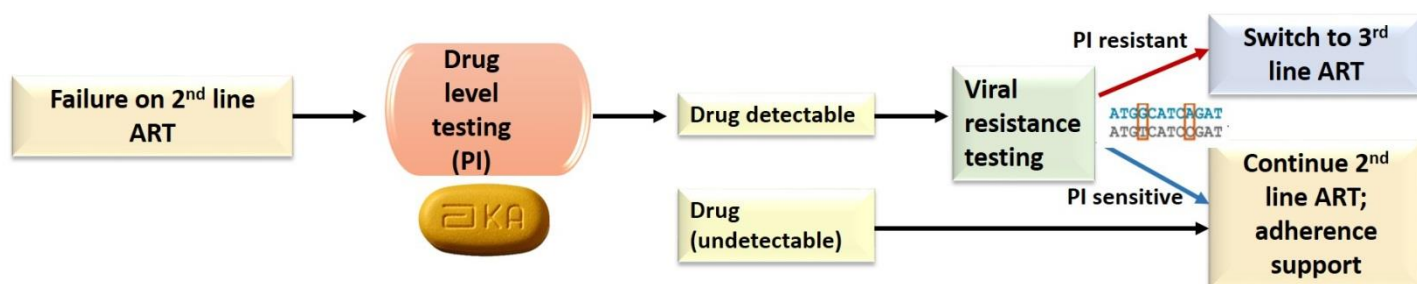 Failure on 2nd line
ART
Drug
level
testing
(PI)
KA
Drug detectable
Drug
(undetectable)
Viral
resistance
testing
PI resistant
Switch to 3rd
line ART
ATGGCATCAGAT
ATGTCATCCGAT
PI sensitive
Continue 2nd
line ART;
adherence
support